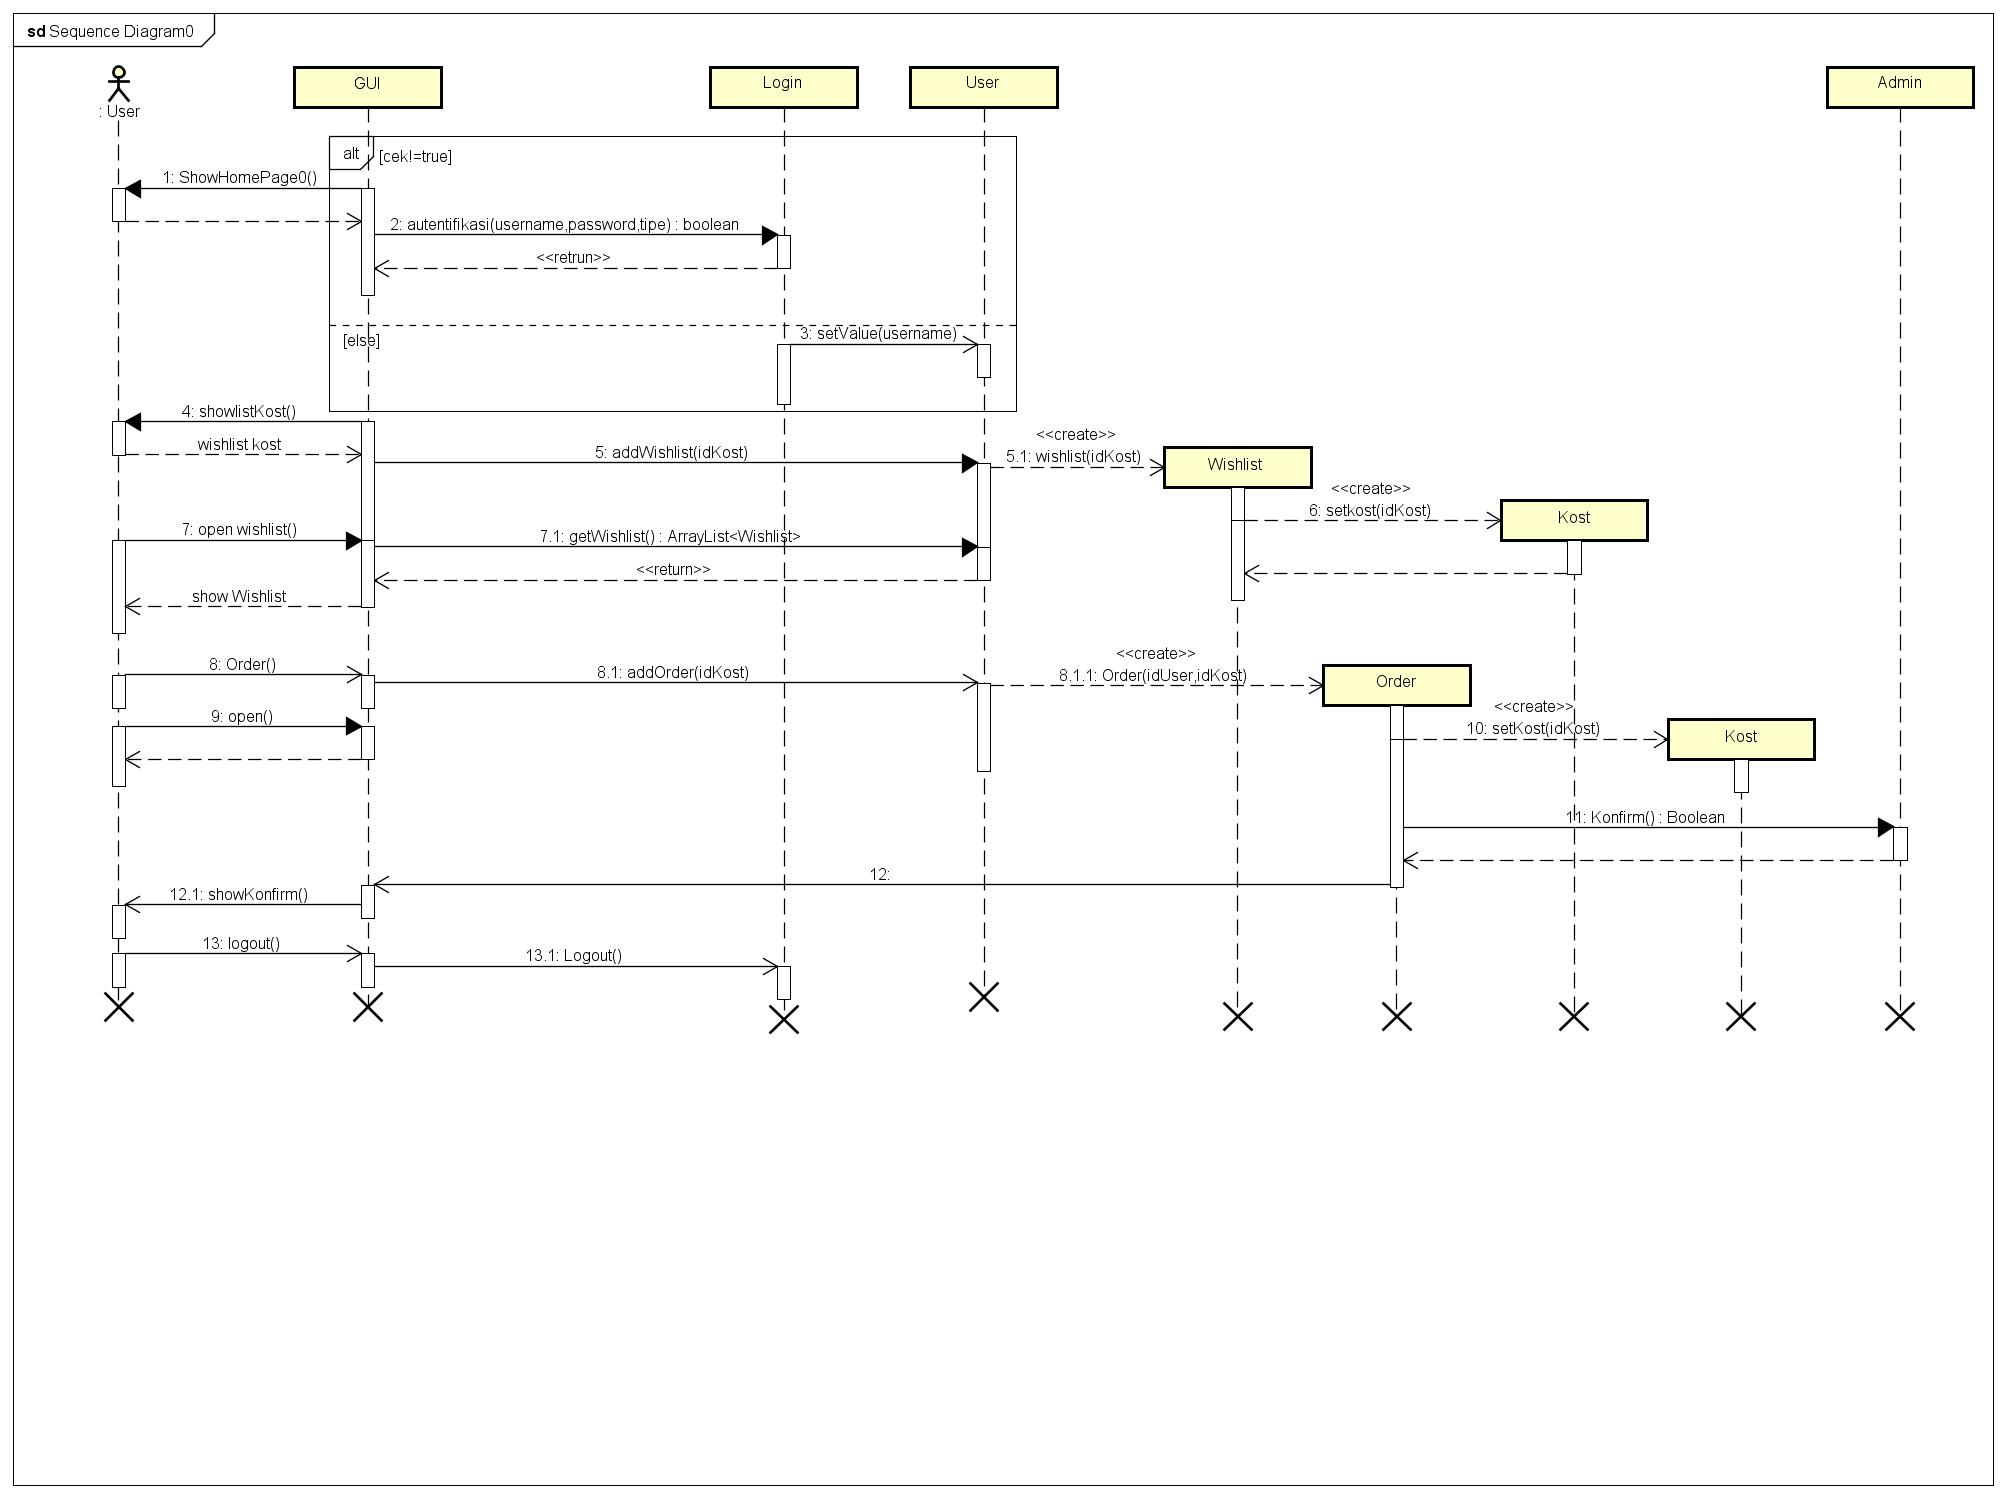 sd Sequence Diagram0
: User
GUI
Login
User
Admin
alt
[cek!=true]
1: ShowHomePage0()
2: autentifikasi(username,password,tipe) : boolean
<<retrun>>
[else]
3: setValue(username)
4: showlistKost()
wishlist kost
5: addWishlist(idKost)
<<create>>
5.1: wishlist(idKost)
Wishlist
<<create>>
6: setkost(idKost)
Kost
7: open wishlist()
7.1: getWishlist() : ArrayList<Wishlist>
<<return>>
show Wishlist
8: Order()
8.1: addOrder(idKost)
<<create>>
8.1.1: Order(idUser,idKost)
Order
9: open()
<<create>>
10: setKost(idKost)
Kost
11: Konfirm() : Boolean
12:
12.1: showKonfirm()
13: logout()
13.1: Logout()